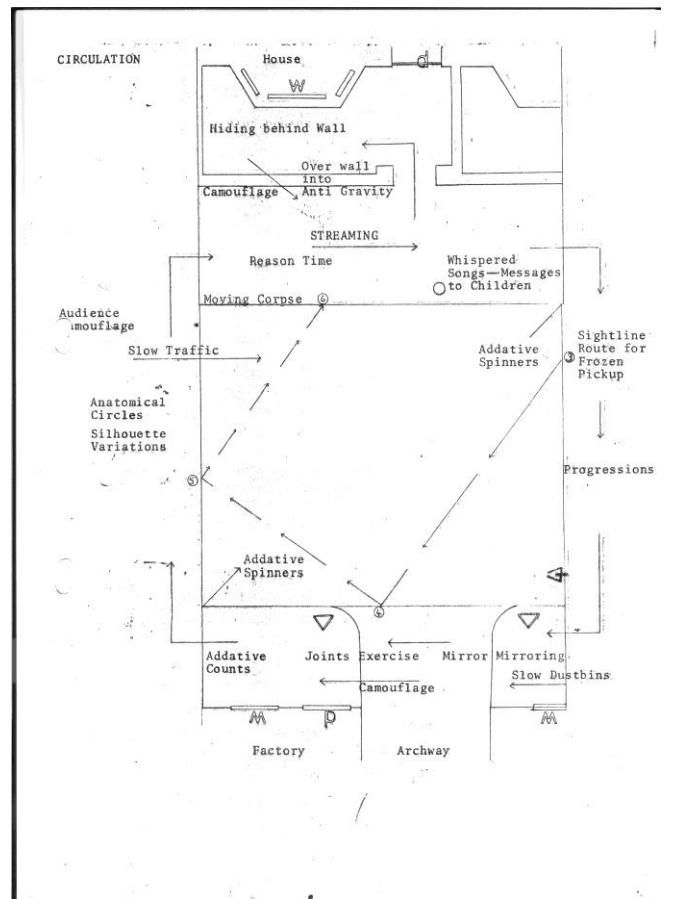 CIRCULATION
House
d
W
Hiding behind Wall
Over wall
into
Anti Gravity
Camouflage
STREAMING
Reason Time
Whispered
Songs—Messages
to Children
Moving Corpse
6
Audience
amouflage
Slow Traffic
Addative
Spinners
3
Sightline
Route for
Frozen
Pickup
Anatomical
Circles
Silhouette
Variations
Progressions
5
Addative
Spinners
4
Addative
Counts
Joints Exercise
Mirror Mirroring
Slow Dustbins
Camouflage
W
d
W
Factory
Archway